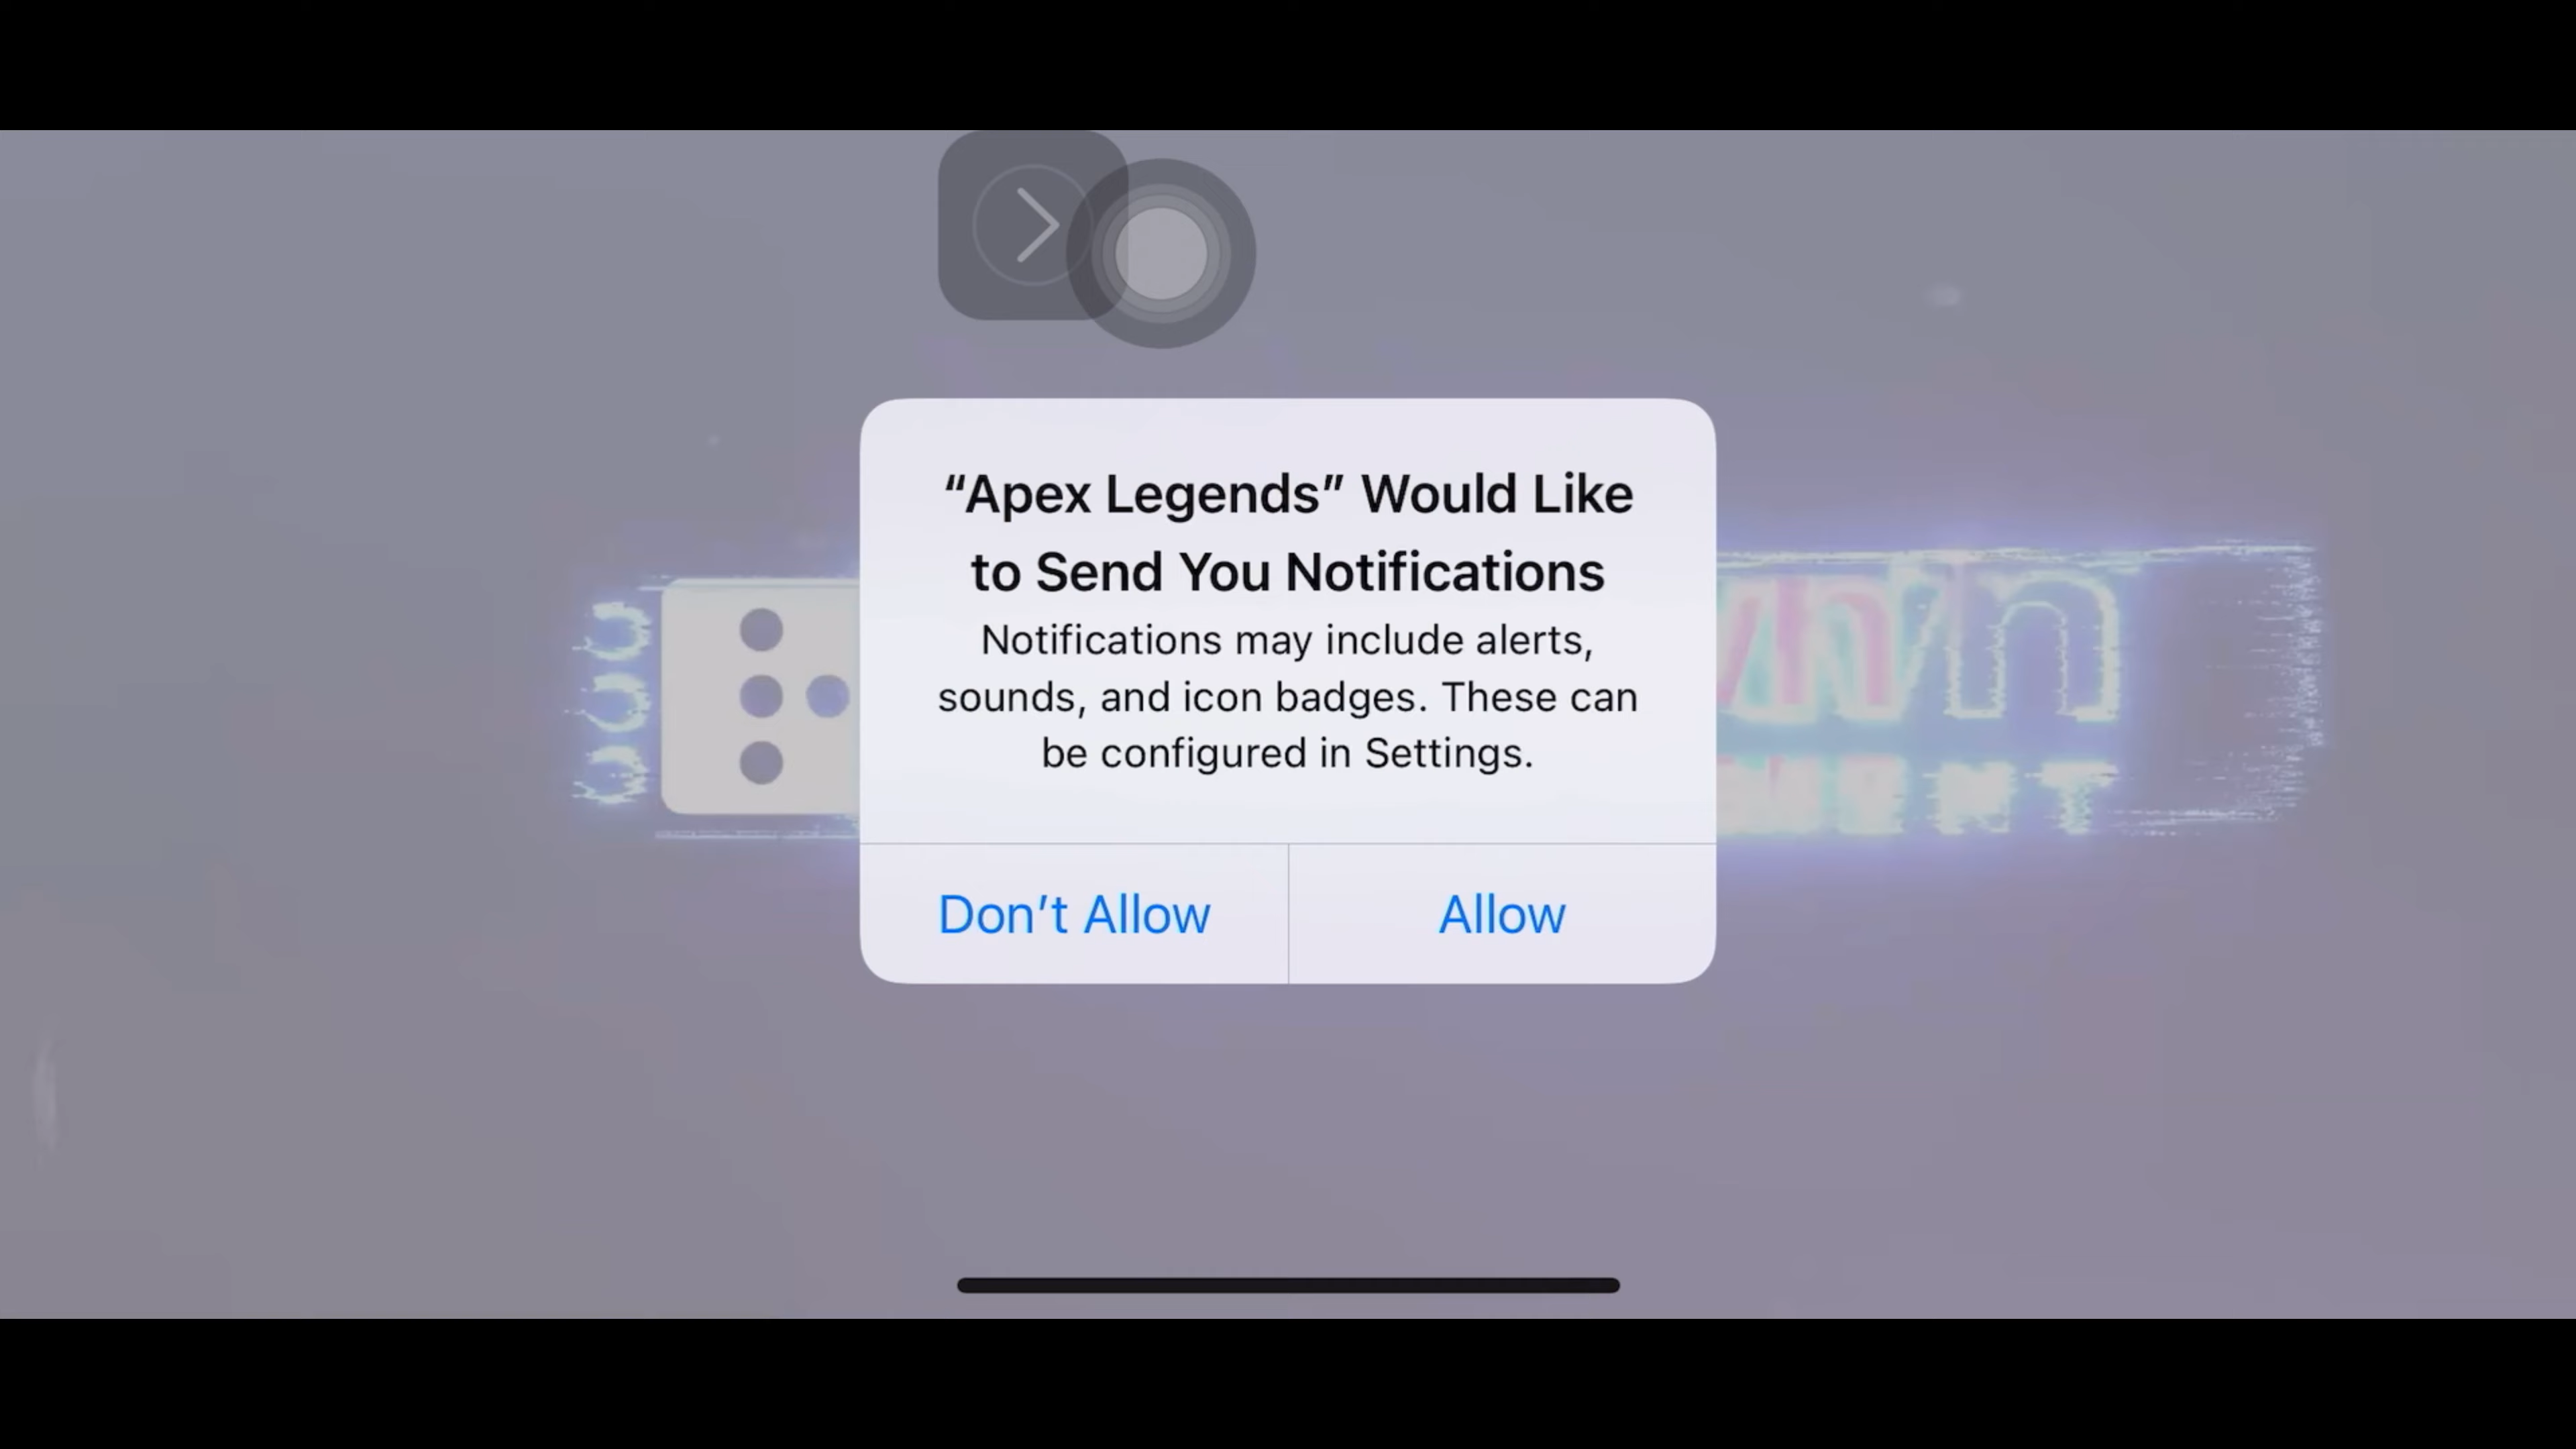 “Apex Legends” Would Like
to Send You Notifications
Notifications may include alerts,
sounds, and icon badges. These can
be configured in Settings.
Don’t Allow
Allow